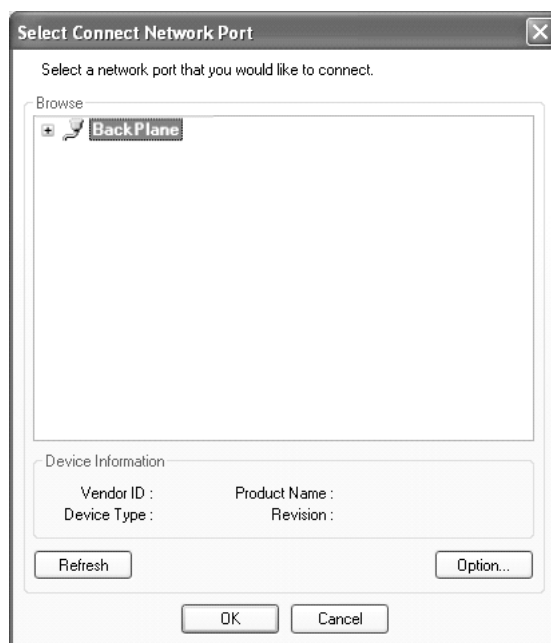 Select Connect Network Port
Select a network port that you would like to connect.
Browse
BackPlane
Device Information
Vendor ID : Product Name :
Device Type : Revision :
Refresh Option...
OK Cancel